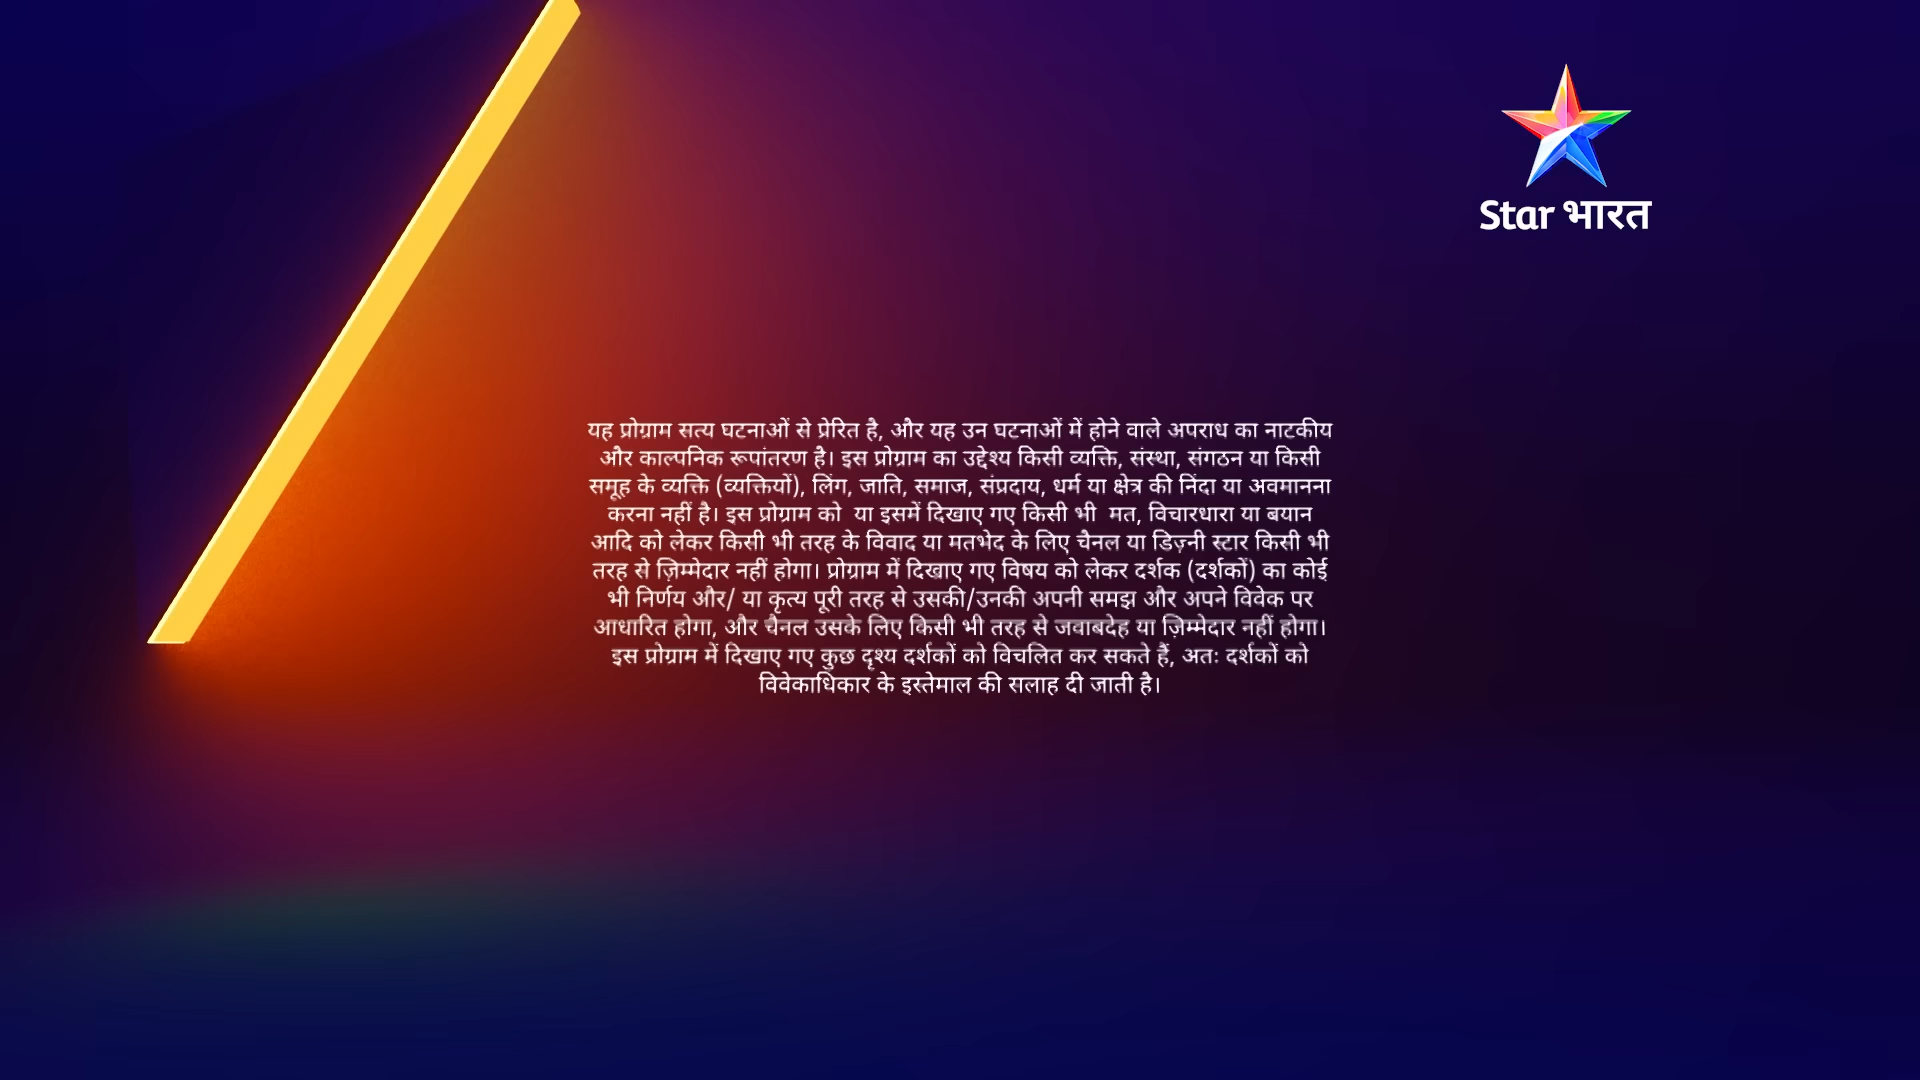 Star भारत
यह प्रोग्राम सत्य घटनाओं से प्रेरित है, और यह उन घटनाओं में होने वाले अपराध का नाटकीय
और काल्पनिक रूपांतरण है। इस प्रोग्राम का उद्देश्य किसी व्यक्ति, संस्था, संगठन या किसी
समूह के व्यक्ति (व्यक्तियों), लिंग, जाति, समाज, संप्रदाय, धर्म या क्षेत्र की निंदा या अवमानना
करना नहीं है। इस प्रोग्राम को या इसमें दिखाए गए किसी भी मत, विचारधारा या बयान
आदि को लेकर किसी भी तरह के विवाद या मतभेद के लिए चैनल या डिज़्नी स्टार किसी भी
तरह से ज़िम्मेदार नहीं होगा। प्रोग्राम में दिखाए गए विषय को लेकर दर्शक (दर्शकों) का कोई
भी निर्णय और/ या कृत्य पूरी तरह से उसकी/उनकी अपनी समझ और अपने विवेक पर
आधारित होगा, और चैनल उसके लिए किसी भी तरह से जवाबदेह या ज़िम्मेदार नहीं होगा।
इस प्रोग्राम में दिखाए गए कुछ दृश्य दर्शकों को विचलित कर सकते हैं, अतः दर्शकों को
विवेकाधिकार के इस्तेमाल की सलाह दी जाती है।